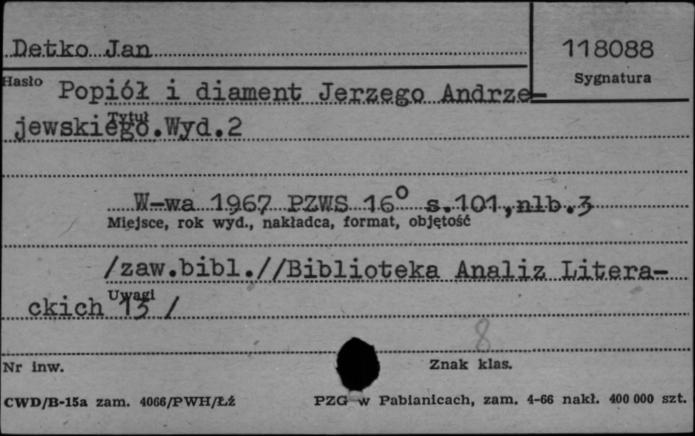 Detko Jan
118088
Hasło
Sygnatura
Popiół i diament Jerzego Andrze-
jewskiego.Wyd.2
Tytuł
W-wa 1967 PZWS 16° s.101,nlb.3
Miejsce, rok wyd., nakładca, format, objętość
/zaw.bibl.//Biblioteka Analiz Litera-
ckich 13 /
Uwagi
8
Nr inw.
Znak klas.
CWD/B-15a zam. 4066/PWH/ŁŻ
PZG w Pabianicach, zam. 4-66 nakł. 400 000 szt.